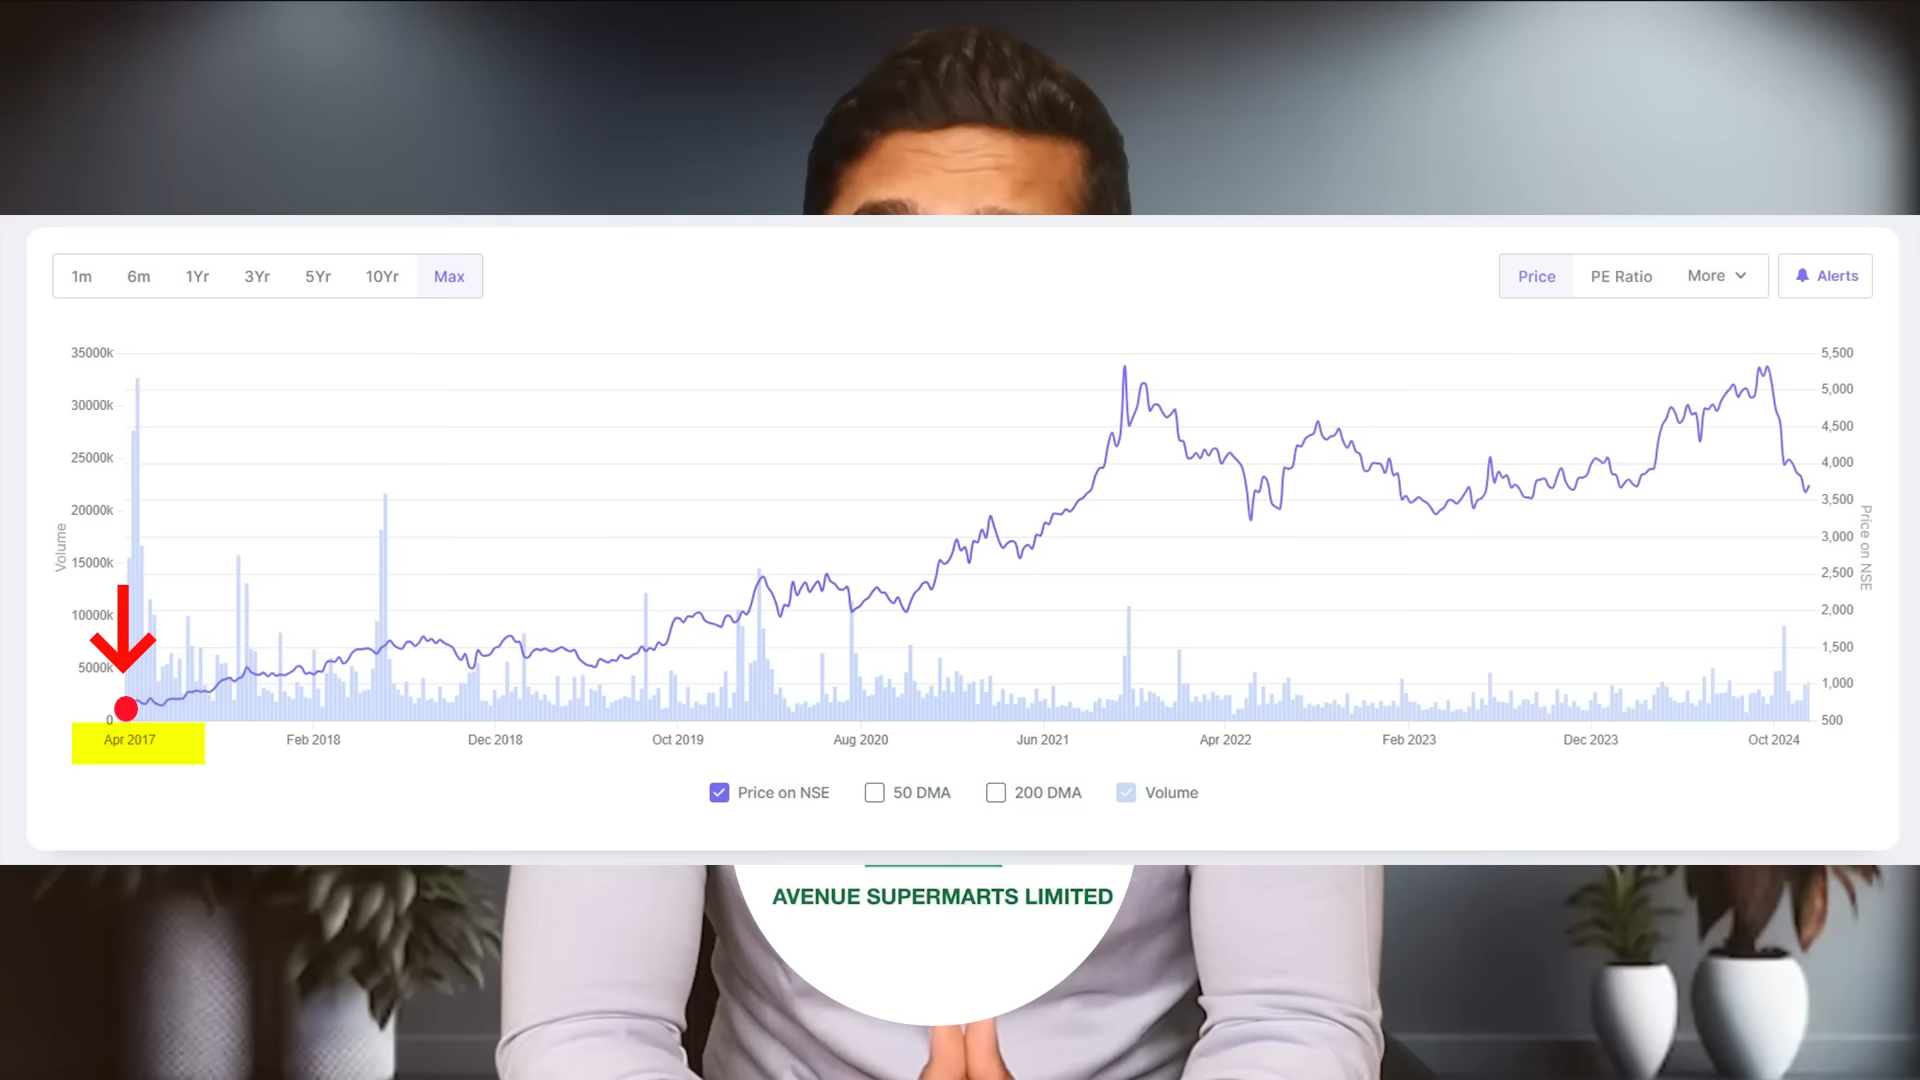 1m 6m 1Yr 3Yr 5Yr 10Yr Max
Price PE Ratio More Alerts
35000k
30000k
25000k
20000k
15000k
10000k
5000k
0
Volume
5,500
5,000
4,500
4,000
3,500
3,000
2,500
2,000
1,500
1,000
500
Price on NSE
Apr 2017 Feb 2018 Dec 2018 Oct 2019 Aug 2020 Jun 2021 Apr 2022 Feb 2023 Dec 2023 Oct 2024
Price on NSE 50 DMA 200 DMA Volume
AVENUE SUPERMARTS LIMITED